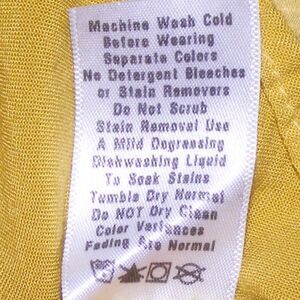 Machine Wash Cold
Before Wearing
Separate Colors
No Detergent Bleaches
or Stain Removers
Do Not Scrub
Stain Removal Use
A Mild Degreasing
Dishwashing Liquid
To Soak Stains
Tumble Dry Normal
Do NOT Dry Clean
Color Variances
Fading Are Normal